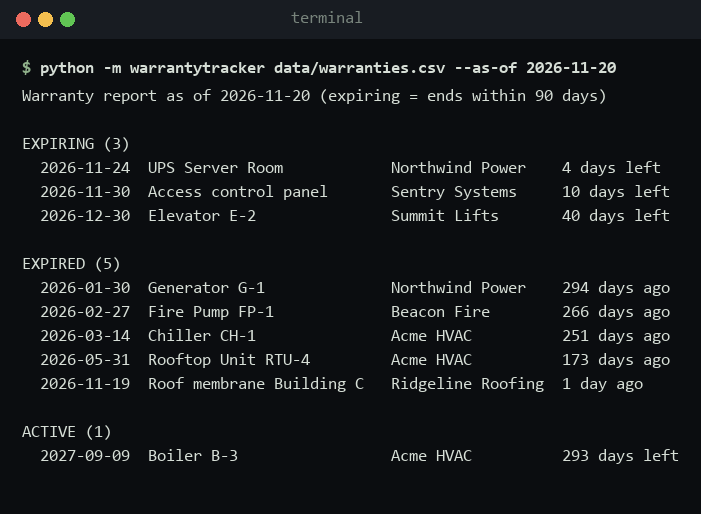 terminal
$ python -m warrantytracker data/warranties.csv --as-of 2026-11-20
Warranty report as of 2026-11-20 (expiring = ends within 90 days)
EXPIRING (3)
2026-11-24  UPS Server Room            Northwind Power    4 days left
2026-11-30  Access control panel       Sentry Systems     10 days left
2026-12-30  Elevator E-2               Summit Lifts       40 days left
EXPIRED (5)
2026-01-30  Generator G-1              Northwind Power    294 days ago
2026-02-27  Fire Pump FP-1             Beacon Fire        266 days ago
2026-03-14  Chiller CH-1               Acme HVAC          251 days ago
2026-05-31  Rooftop Unit RTU-4         Acme HVAC          173 days ago
2026-11-19  Roof membrane Building C   Ridgeline Roofing  1 day ago
ACTIVE (1)
2027-09-09  Boiler B-3                 Acme HVAC          293 days left